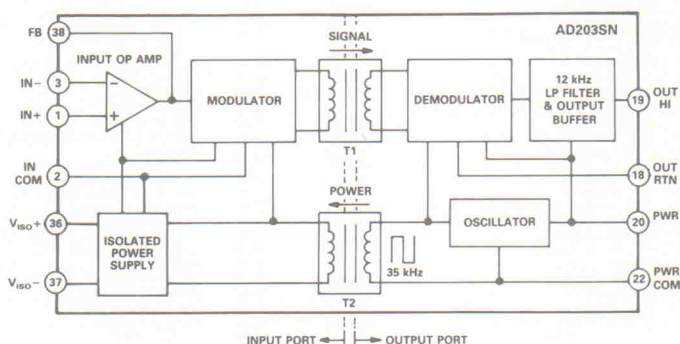 AD203SN
FB 38
INPUT OP AMP
SIGNAL
IN− 3
−
IN+ 1
+
MODULATOR
T1
DEMODULATOR
12 kHz
LP FILTER
& OUTPUT
BUFFER
19 OUT
HI
IN
COM 2
18 OUT
RTN
POWER
VISO+ 36
ISOLATED
POWER
SUPPLY
VISO− 37
35 kHz
T2
OSCILLATOR
20 PWR
22 PWR
COM
INPUT PORT
OUTPUT PORT